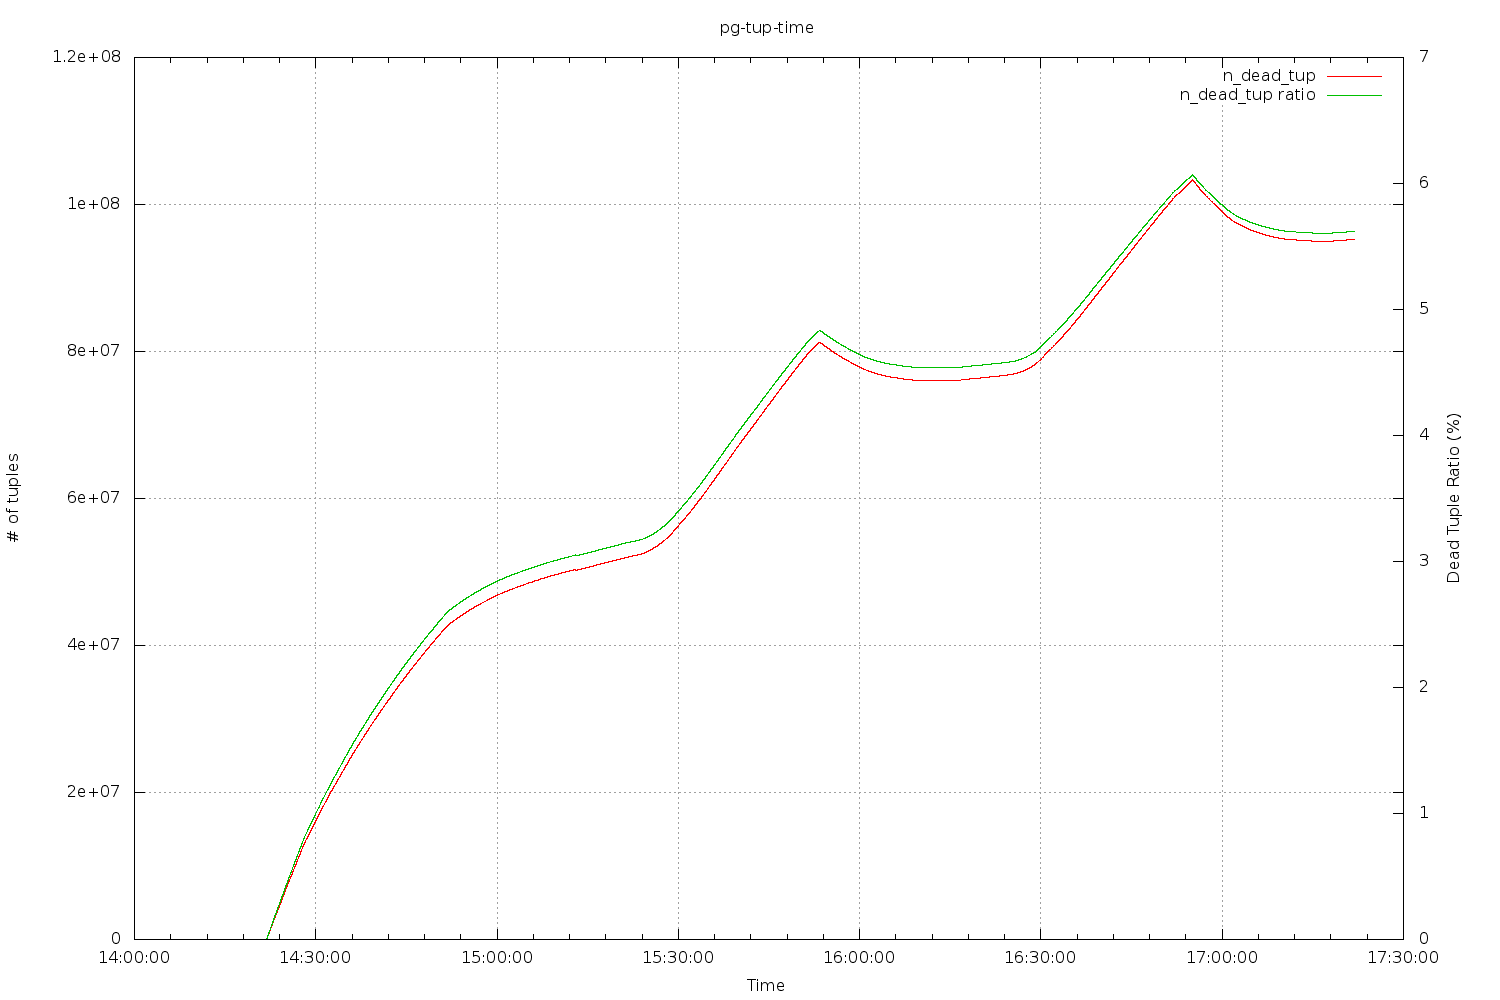 pg-tup-time
1.2e+08
1e+08
8e+07
6e+07
4e+07
2e+07
0
# of tuples
n_dead_tup
n_dead_tup ratio
7
6
5
4
3
2
1
0
Dead Tuple Ratio (%)
14:00:00 14:30:00 15:00:00 15:30:00 16:00:00 16:30:00 17:00:00 17:30:00
Time